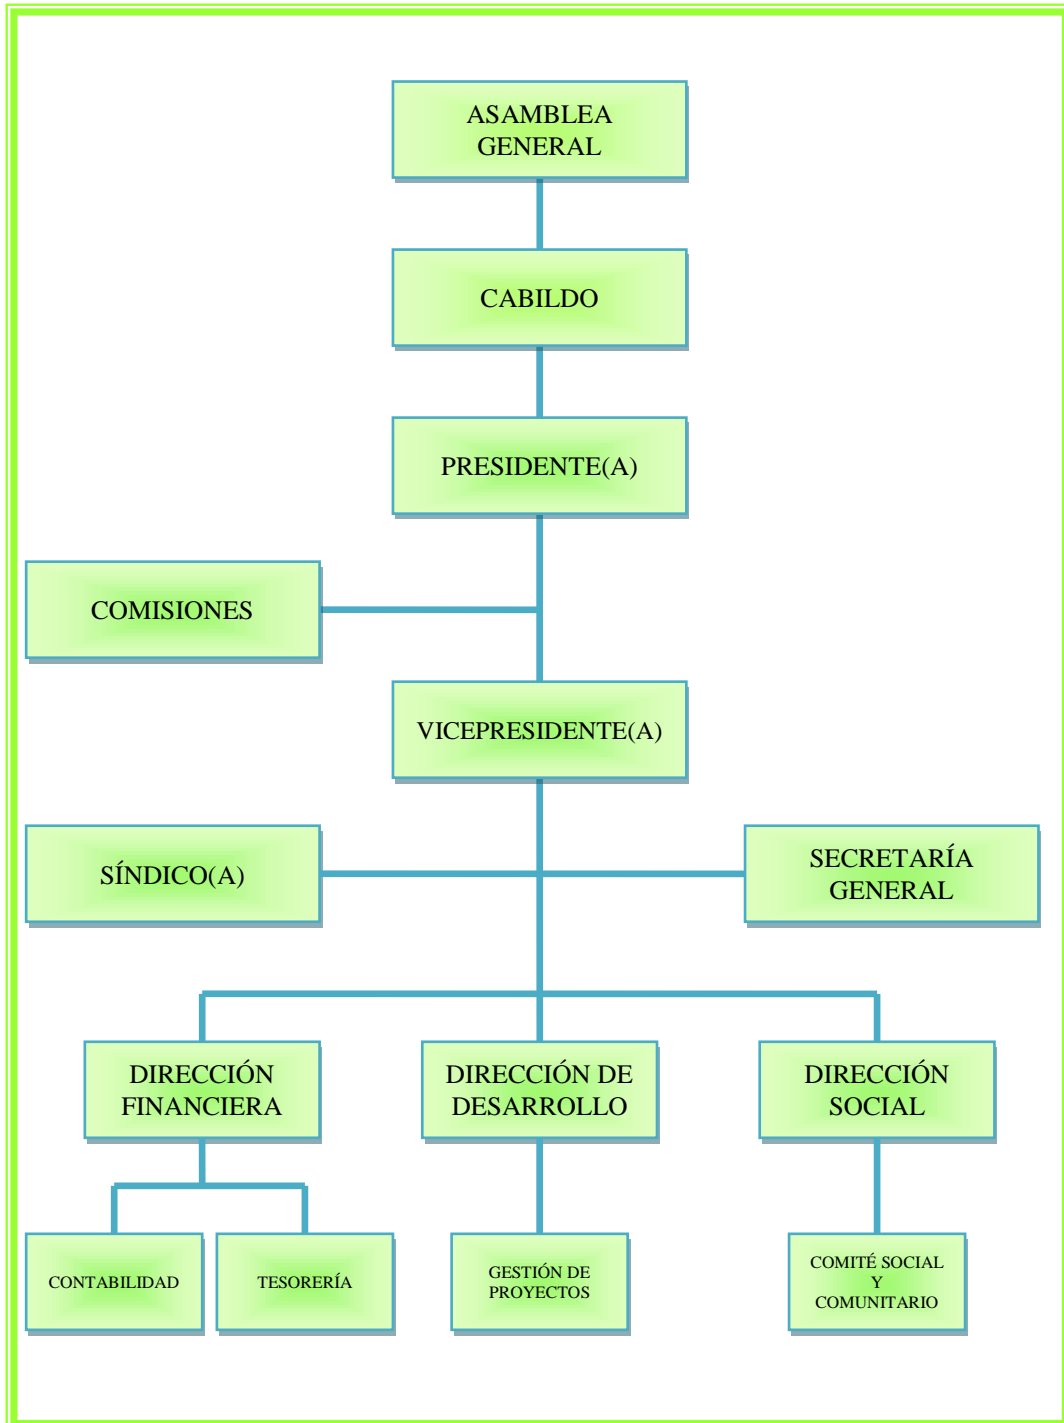 ASAMBLEA
GENERAL
CABILDO
PRESIDENTE(A)
COMISIONES
VICEPRESIDENTE(A)
SÍNDICO(A)
SECRETARÍA
GENERAL
DIRECCIÓN
FINANCIERA
DIRECCIÓN DE
DESARROLLO
DIRECCIÓN
SOCIAL
CONTABILIDAD
TESORERÍA
GESTIÓN DE
PROYECTOS
COMITÉ SOCIAL
Y
COMUNITARIO